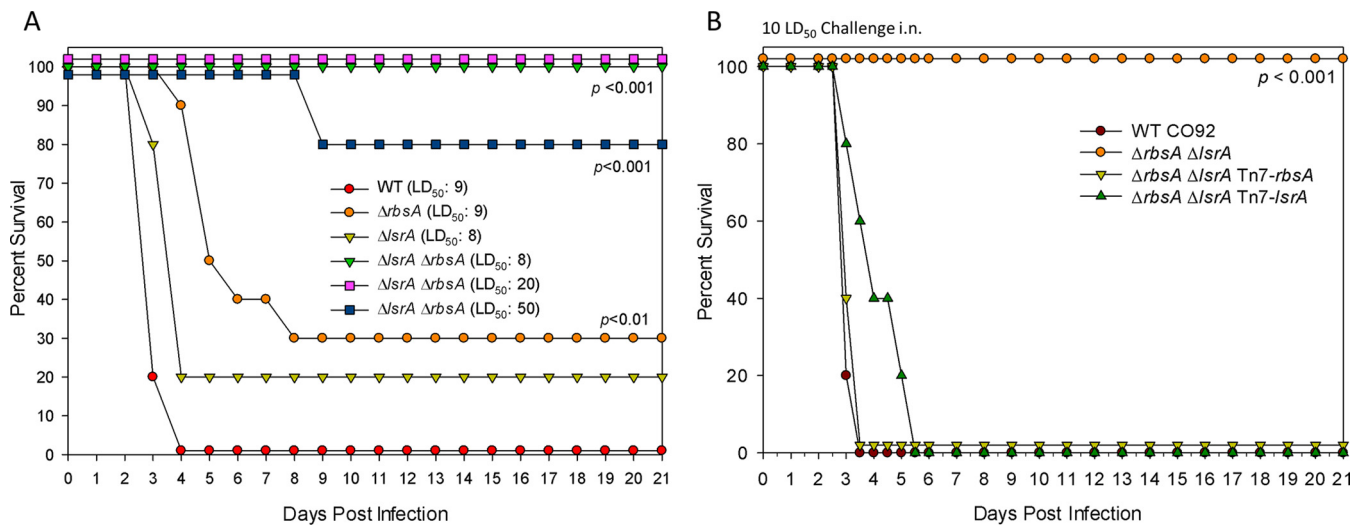 A
100
90
80
70
60
50
40
30
20
10
0
Percent Survival
p <0.001
p<0.001
p<0.01
WT (LD50: 9)
ΔrbsA (LD50: 9)
ΔlsrA (LD50: 8)
ΔlsrA ΔrbsA (LD50: 8)
ΔlsrA ΔrbsA (LD50: 20)
ΔlsrA ΔrbsA (LD50: 50)
0 1 2 3 4 5 6 7 8 9 10 11 12 13 14 15 16 17 18 19 20 21
Days Post Infection
B
10 LD50 Challenge i.n.
100
80
60
40
20
0
Percent Survival
p < 0.001
WT CO92
ΔrbsA ΔlsrA
ΔrbsA ΔlsrA Tn7-rbsA
ΔrbsA ΔlsrA Tn7-lsrA
0 1 2 3 4 5 6 7 8 9 10 11 12 13 14 15 16 17 18 19 20 21
Days Post Infection